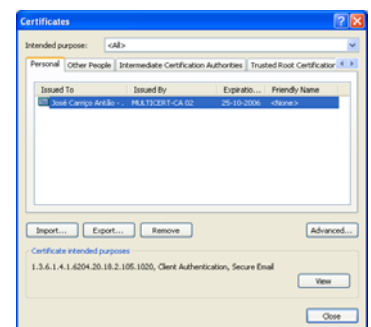 Certificates
Intended purpose: <All>
Personal Other People Intermediate Certification Authorities Trusted Root Certification
Issued To Issued By Expiratio... Friendly Name
José Carriço Antão - . MULTICERT-CA 02 25-10-2006 <None>
Import... Export... Remove Advanced...
Certificate intended purposes
1.3.6.1.4.1.6204.20.18.2.105.1020, Client Authentication, Secure Email
View
Close